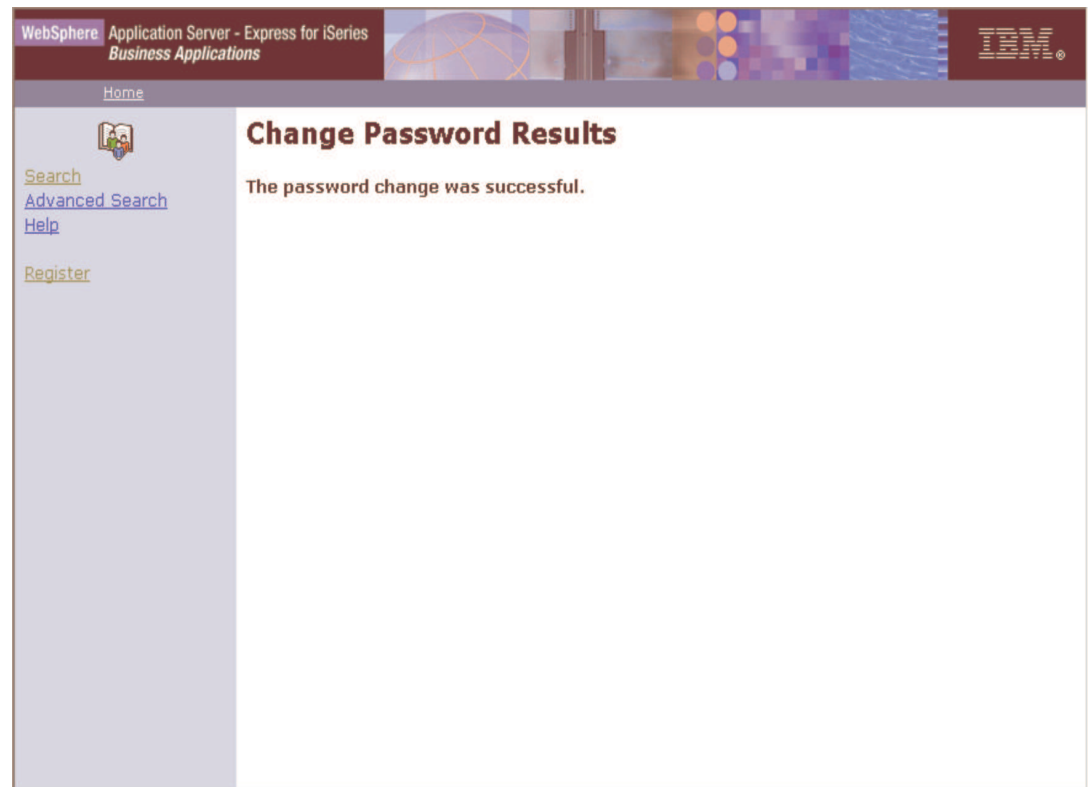 WebSphere Application Server - Express for iSeries
Business Applications
IBM®
Home
Search
Advanced Search
Help
Register
Change Password Results
The password change was successful.